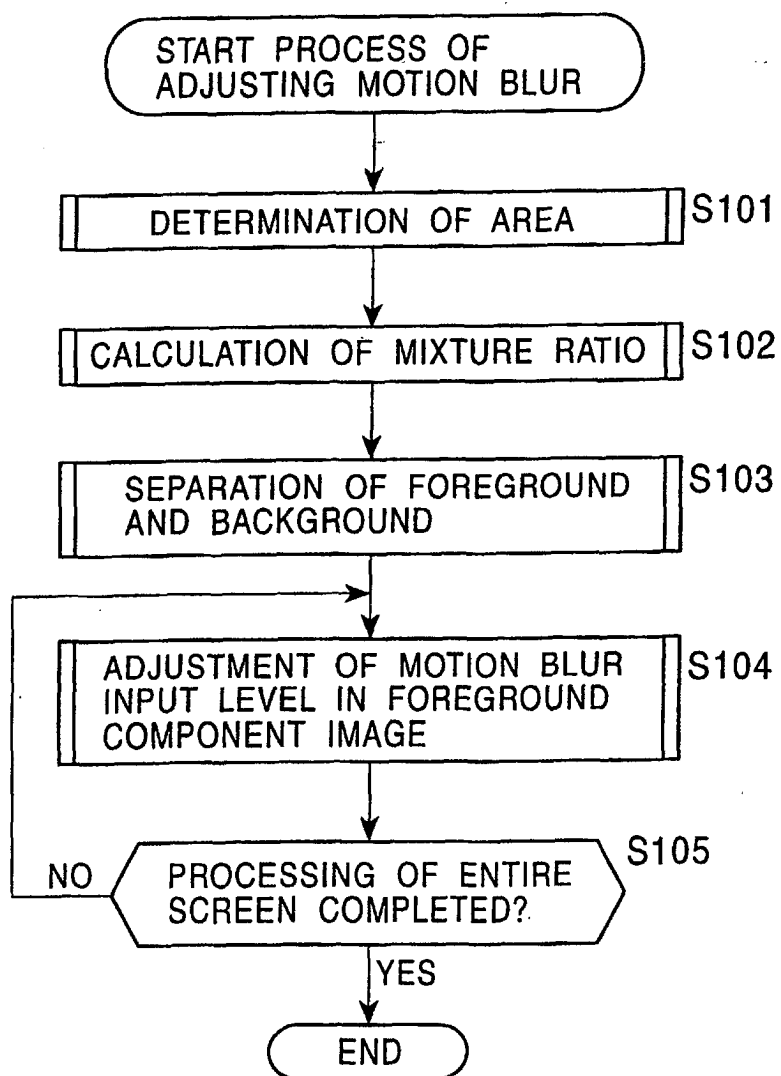 START PROCESS OF
ADJUSTING MOTION BLUR
DETERMINATION OF AREA
S101
CALCULATION OF MIXTURE RATIO
S102
SEPARATION OF FOREGROUND
AND BACKGROUND
S103
ADJUSTMENT OF MOTION BLUR
INPUT LEVEL IN FOREGROUND
COMPONENT IMAGE
S104
PROCESSING OF ENTIRE
SCREEN COMPLETED?
S105
NO
YES
END